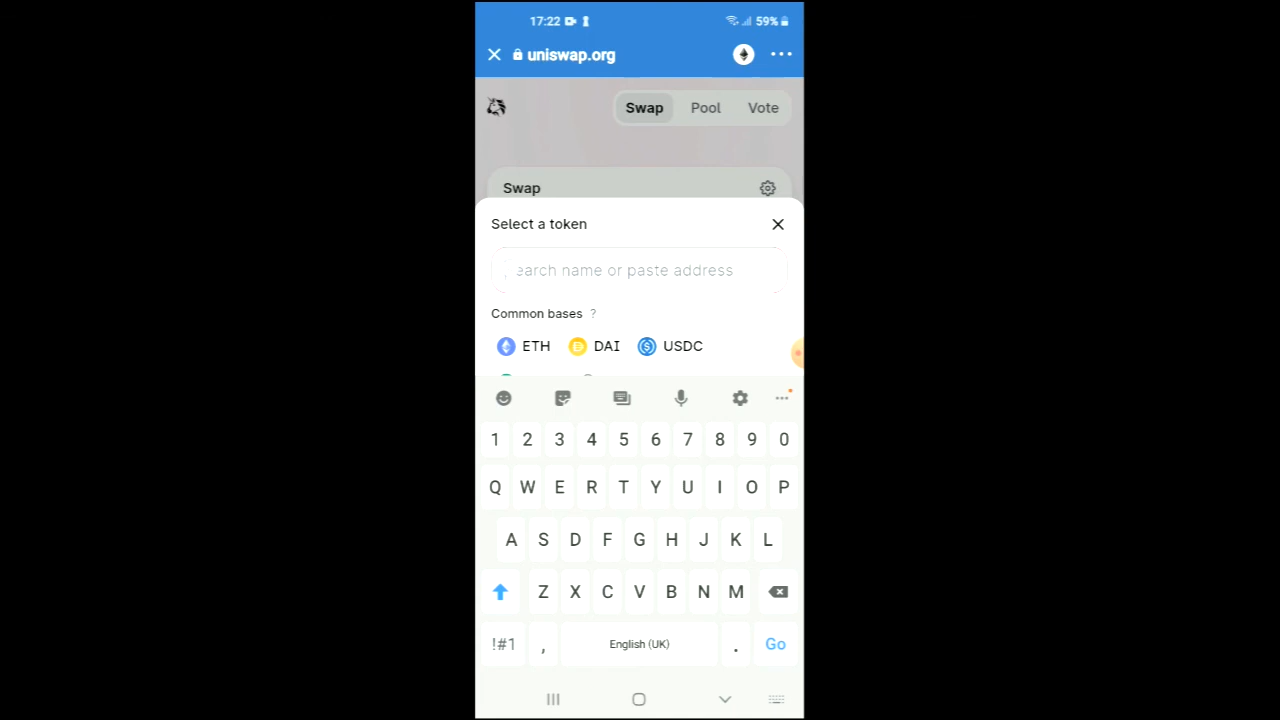 17:22 59%
uniswap.org
Swap Pool Vote
Swap
Select a token
earch name or paste address
Common bases ?
ETH DAI USDC
1 2 3 4 5 6 7 8 9 0
Q W E R T Y U I O P
A S D F G H J K L
Z X C V B N M
!#1 , English (UK) . Go